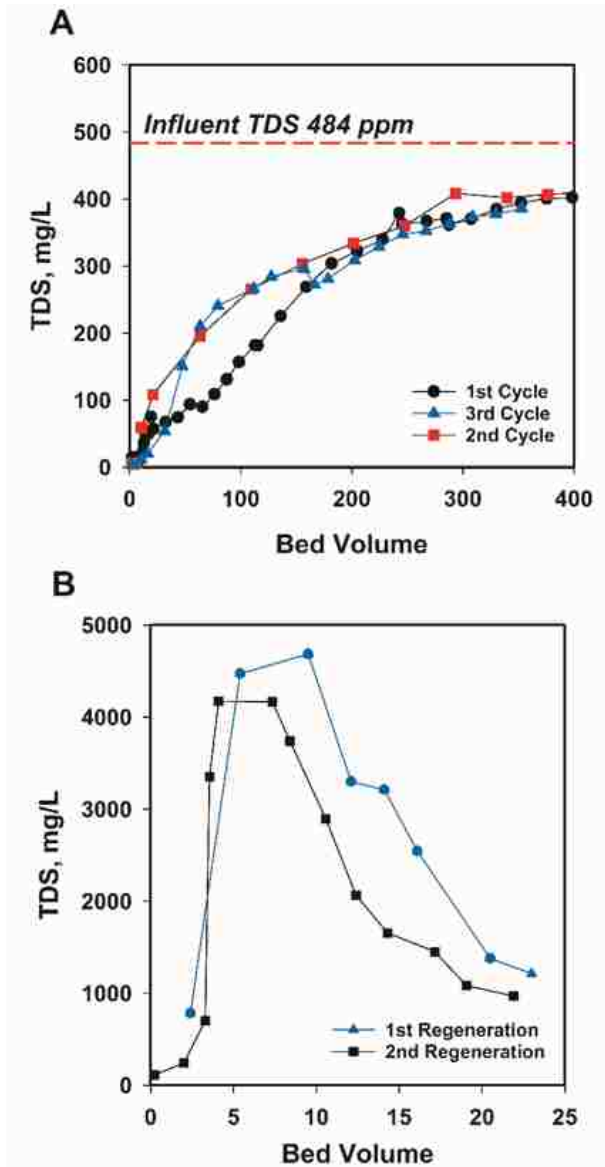 A
600
500
400
300
200
100
0
TDS, mg/L
Influent TDS 484 ppm
1st Cycle
3rd Cycle
2nd Cycle
0 100 200 300 400
Bed Volume
B
5000
4000
3000
2000
1000
0
TDS, mg/L
1st Regeneration
2nd Regeneration
0 5 10 15 20 25
Bed Volume